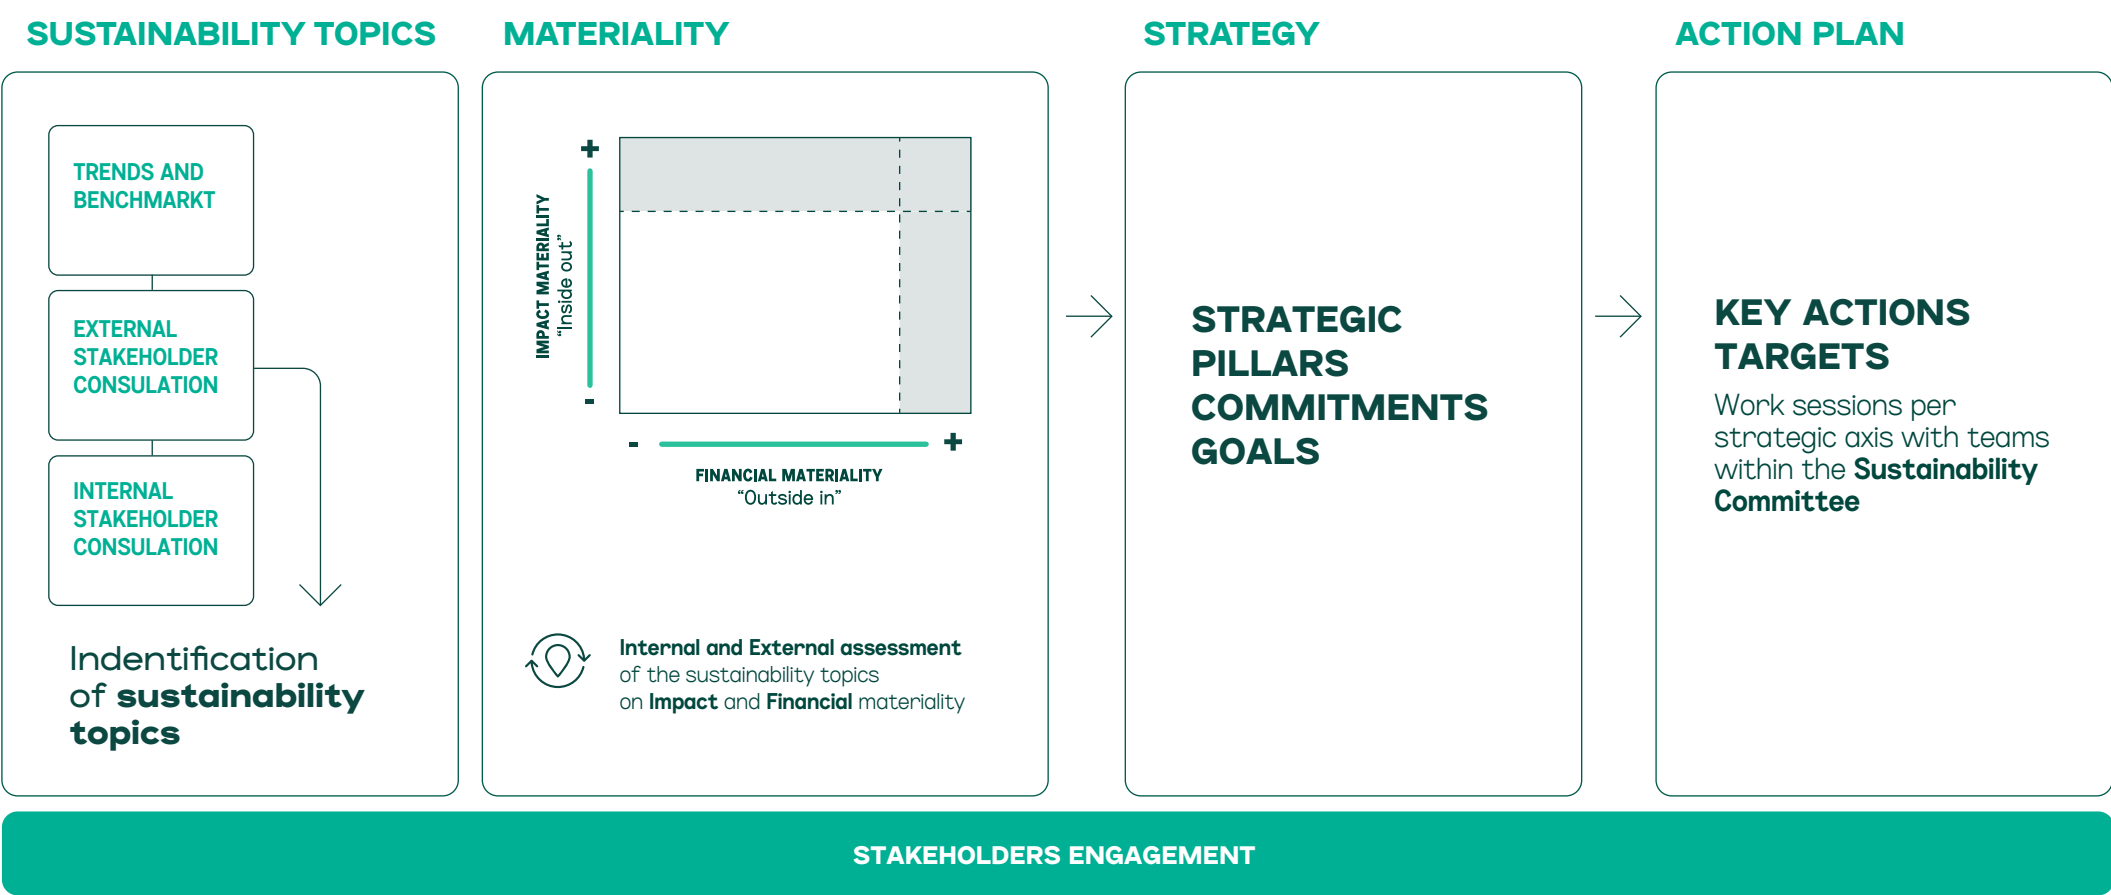 SUSTAINABILITY TOPICS
TRENDS AND
BENCHMARKT
EXTERNAL
STAKEHOLDER
CONSULATION
INTERNAL
STAKEHOLDER
CONSULATION
Indentification
of sustainability
topics
MATERIALITY
+
IMPACT MATERIALITY
“Inside out”
-
- +
FINANCIAL MATERIALITY
“Outside in”
Internal and External assessment
of the sustainability topics
on Impact and Financial materiality
STRATEGY
STRATEGIC
PILLARS
COMMITMENTS
GOALS
ACTION PLAN
KEY ACTIONS
TARGETS
Work sessions per
strategic axis with teams
within the Sustainability
Committee
STAKEHOLDERS ENGAGEMENT